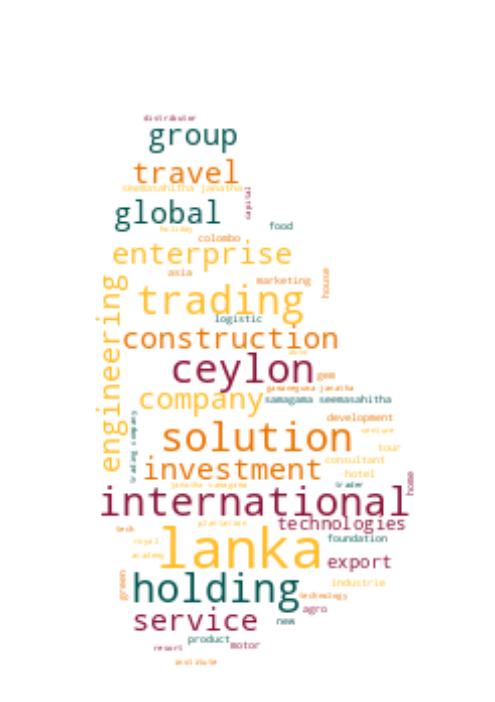 distributor
group
travel
seemasahitha janatha
capital
global
holiday
food
colombo
enterprise
asia
marketing
house
engineering
trading
logistic
construction
ceylon
gem
gamameguwa janatha
company
samagama seemasahitha
trading company
development
solution
venture
tour
investment
consultant
hotel
janatha samagama
trader
home
international
plantation
technologies
tech
lanka
foundation
royal
academy
export
green
holding
industrie
technology
agro
service
new
product
motor
resort
institute